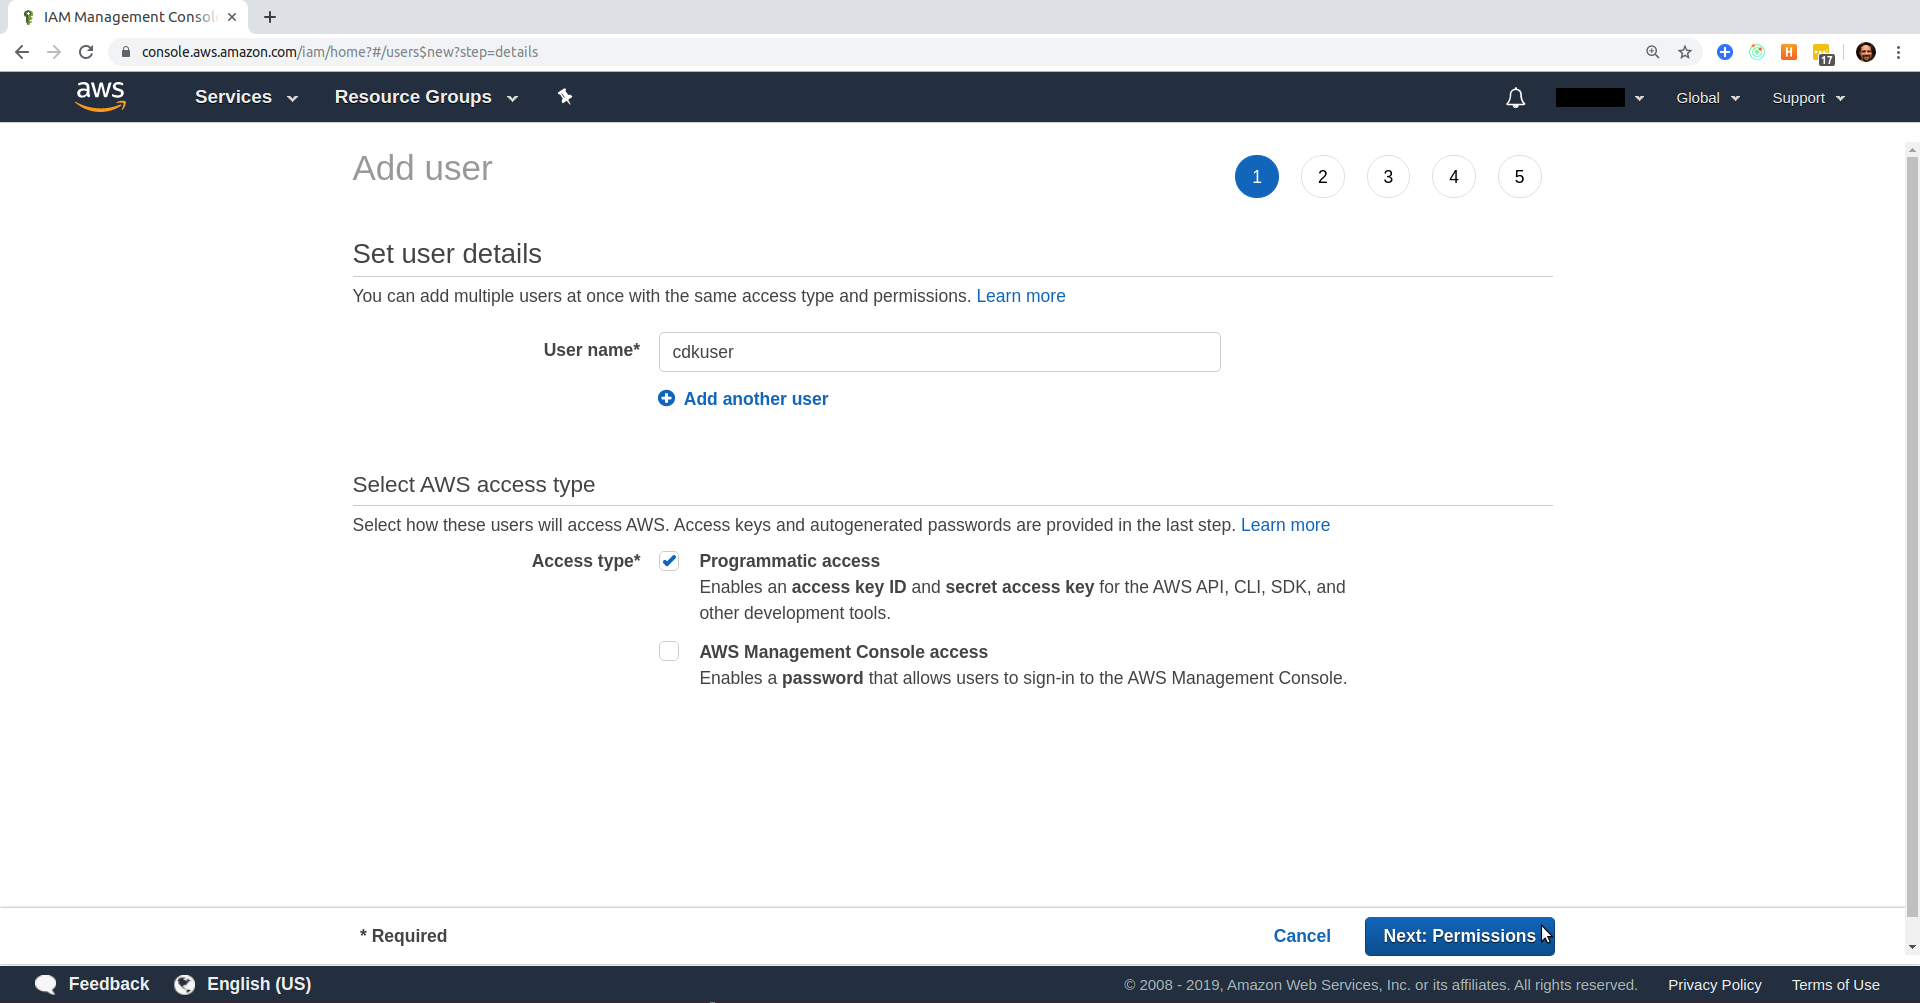 IAM Management Consol
console.aws.amazon.com/iam/home?#/users$new?step=details
H
17
aws
Services
Resource Groups
Global
Support
Add user
1
2
3
4
5
Set user details
You can add multiple users at once with the same access type and permissions. Learn more
User name*
cdkuser
Add another user
Select AWS access type
Select how these users will access AWS. Access keys and autogenerated passwords are provided in the last step. Learn more
Access type*
Programmatic access
Enables an access key ID and secret access key for the AWS API, CLI, SDK, and
other development tools.
AWS Management Console access
Enables a password that allows users to sign-in to the AWS Management Console.
* Required
Cancel
Next: Permissions
Feedback
English (US)
© 2008 - 2019, Amazon Web Services, Inc. or its affiliates. All rights reserved.
Privacy Policy
Terms of Use